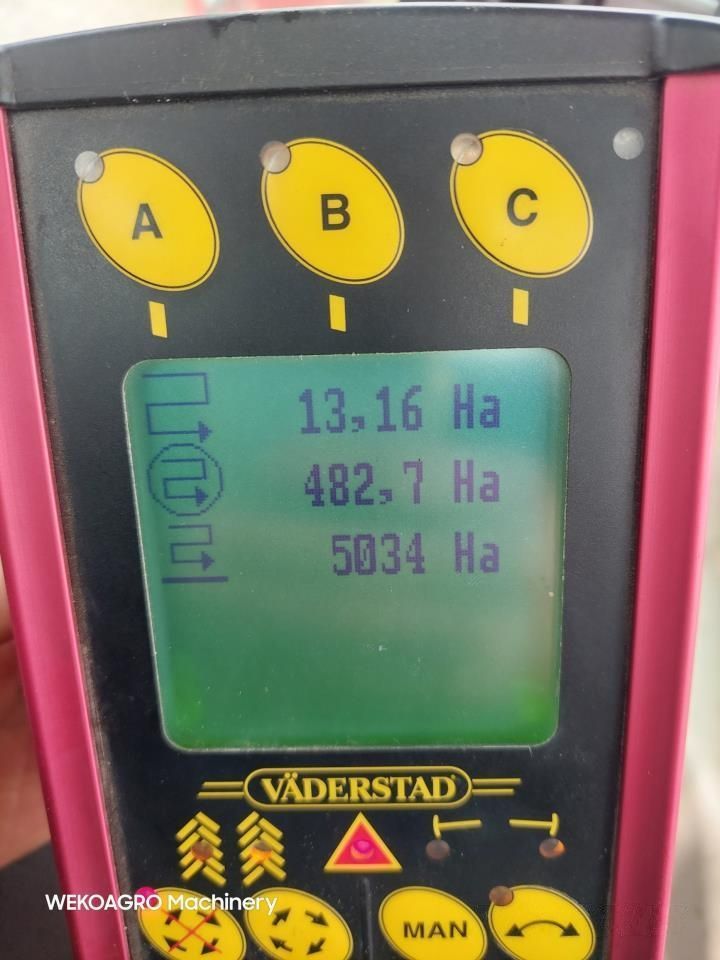 A B C
13,16 Ha
482,7 Ha
5034 Ha
VÄDERSTAD
WEKOAGRO Machinery
MAN